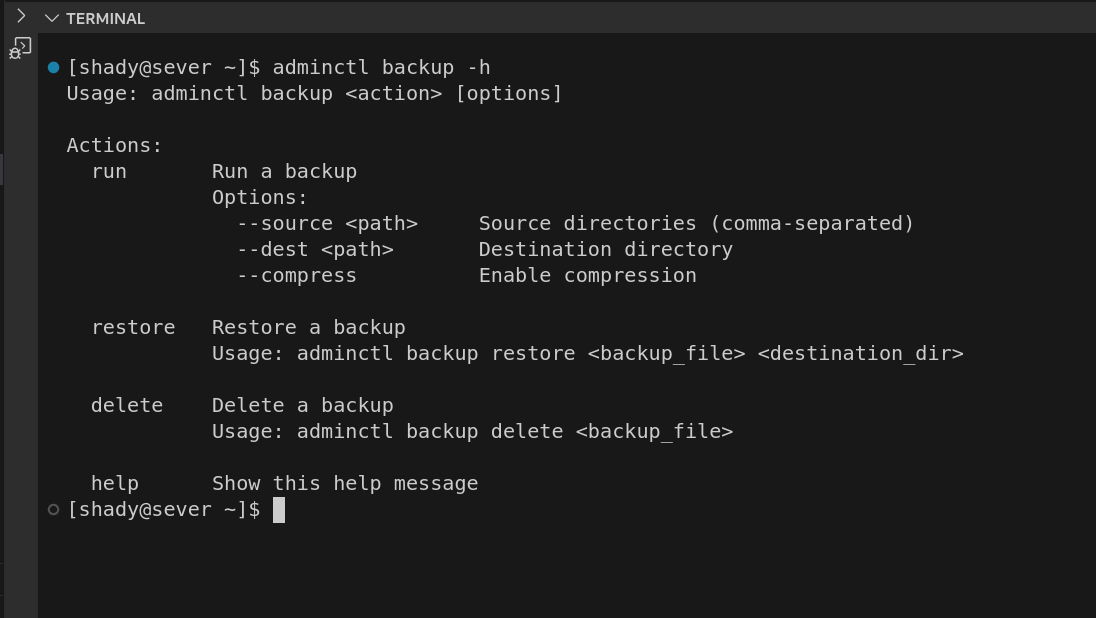 TERMINAL
[shady@sever ~]$ adminctl backup -h
Usage: adminctl backup <action> [options]
Actions:
run Run a backup
Options:
--source <path> Source directories (comma-separated)
--dest <path> Destination directory
--compress Enable compression
restore Restore a backup
Usage: adminctl backup restore <backup_file> <destination_dir>
delete Delete a backup
Usage: adminctl backup delete <backup_file>
help Show this help message
[shady@sever ~]$